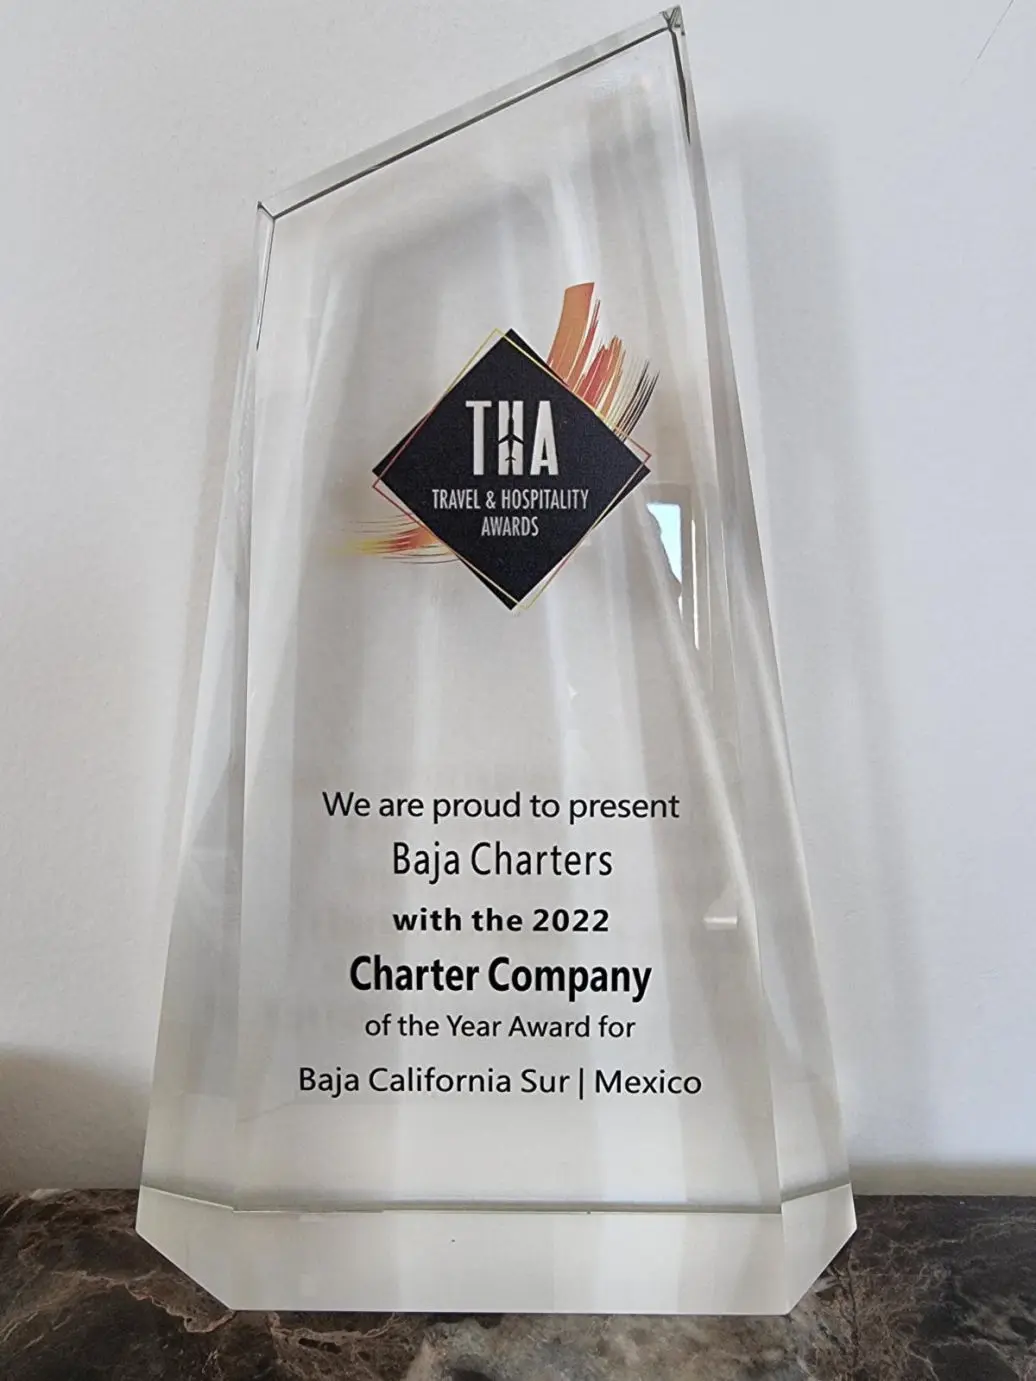 THA
TRAVEL & HOSPITALITY
AWARDS
We are proud to present
Baja Charters
with the 2022
Charter Company
of the Year Award for
Baja California Sur | Mexico